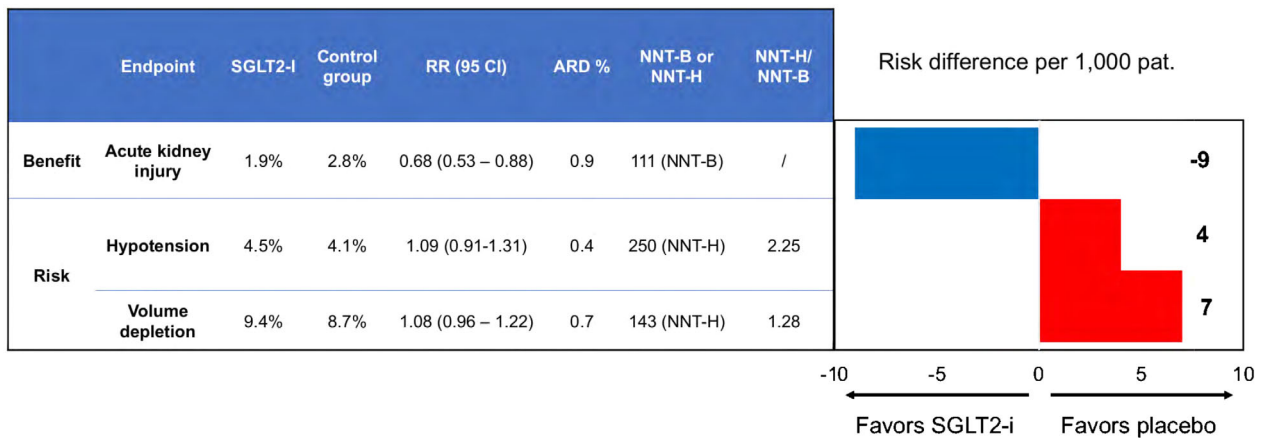 Endpoint SGLT2-I Control group RR (95 CI) ARD % NNT-B or NNT-H NNT-H/ NNT-B
Risk difference per 1,000 pat.
Benefit Acute kidney injury 1.9% 2.8% 0.68 (0.53 – 0.88) 0.9 111 (NNT-B) / -9
Risk
Hypotension 4.5% 4.1% 1.09 (0.91-1.31) 0.4 250 (NNT-H) 2.25 4
Volume depletion 9.4% 8.7% 1.08 (0.96 – 1.22) 0.7 143 (NNT-H) 1.28 7
-10 -5 0 5 10
Favors SGLT2-i Favors placebo